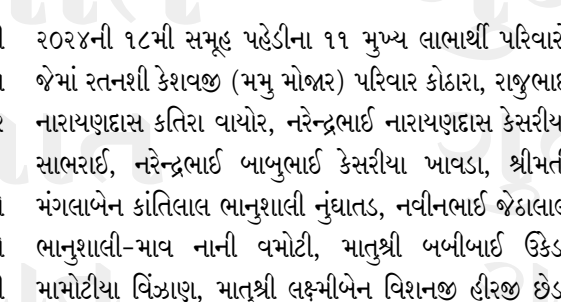 ૨૦૨૪ની ૧૮મી સમૂહ પહેડીના ૧૧ મુખ્ય લાભાર્થી પરિવારો
જેમાં રતનશી કેશવજી (મમુ મોજાર) પરિવાર કોઠારા, રાજુભાઇ
નારાયણદાસ કતિરા વાયોર, નરેન્દ્રભાઈ નારાયણદાસ કેસરીયા
સાભરાઈ, નરેન્દ્રભાઈ બાબુભાઈ કેસરીયા ખાવડા, શ્રીમતી
મંગલાબેન કાંતિલાલ ભાનુશાલી નુંધાતડ, નવીનભાઈ જેઠાલાલ
ભાનુશાલી-માવ નાની વમોટી, માતુશ્રી બબીબાઈ ઉકેડા
મામોટીયા વિંઝાણ, માતુશ્રી લક્ષ્મીબેન વિશનજી હીરજી છેડા